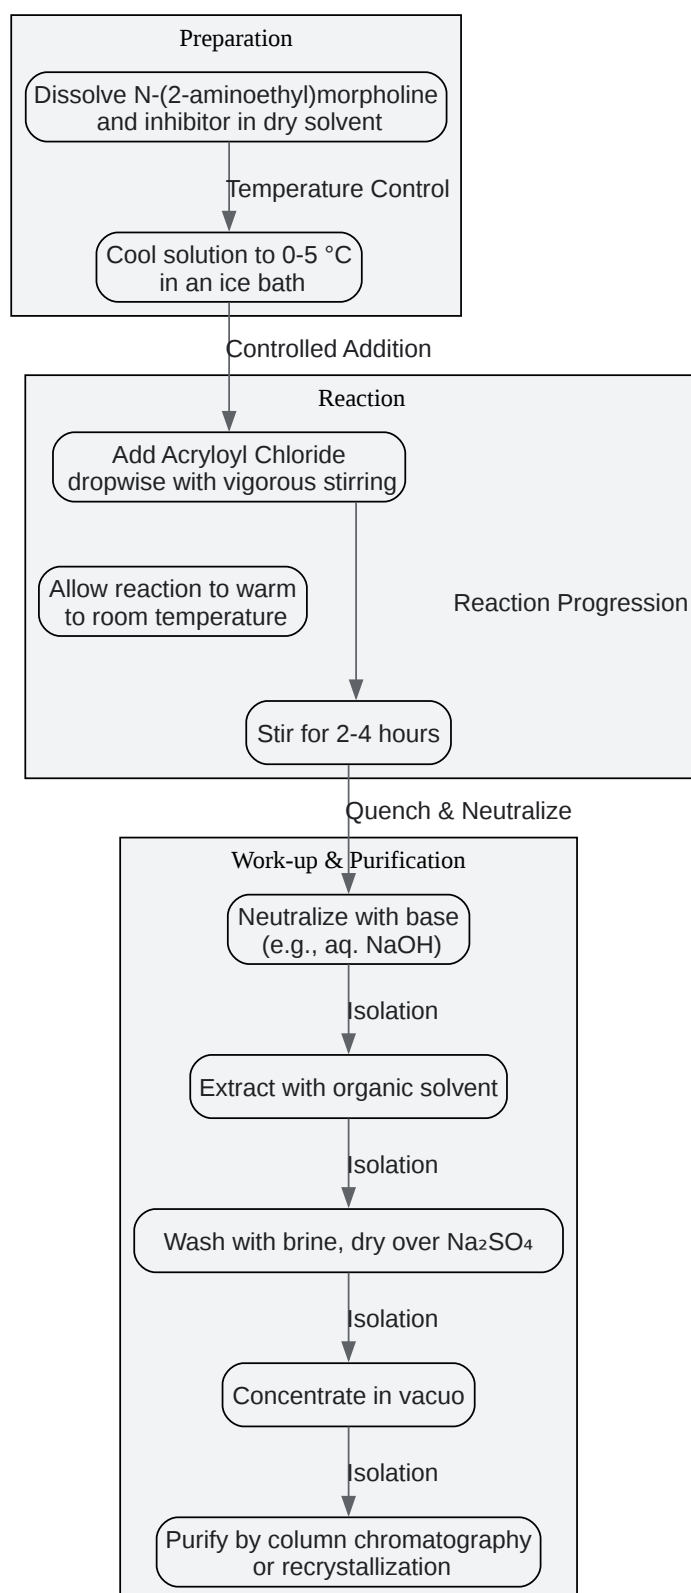 Preparation
Dissolve N-(2-aminoethyl)morpholine
and inhibitor in dry solvent
Temperature Control
Cool solution to 0-5 °C
in an ice bath
Controlled Addition
Reaction
Add Acryloyl Chloride
dropwise with vigorous stirring
Allow reaction to warm
to room temperature
Reaction Progression
Stir for 2-4 hours
Quench & Neutralize
Work-up & Purification
Neutralize with base
(e.g., aq. NaOH)
Isolation
Extract with organic solvent
Isolation
Wash with brine, dry over Na₂SO₄
Isolation
Concentrate in vacuo
Isolation
Purify by column chromatography
or recrystallization